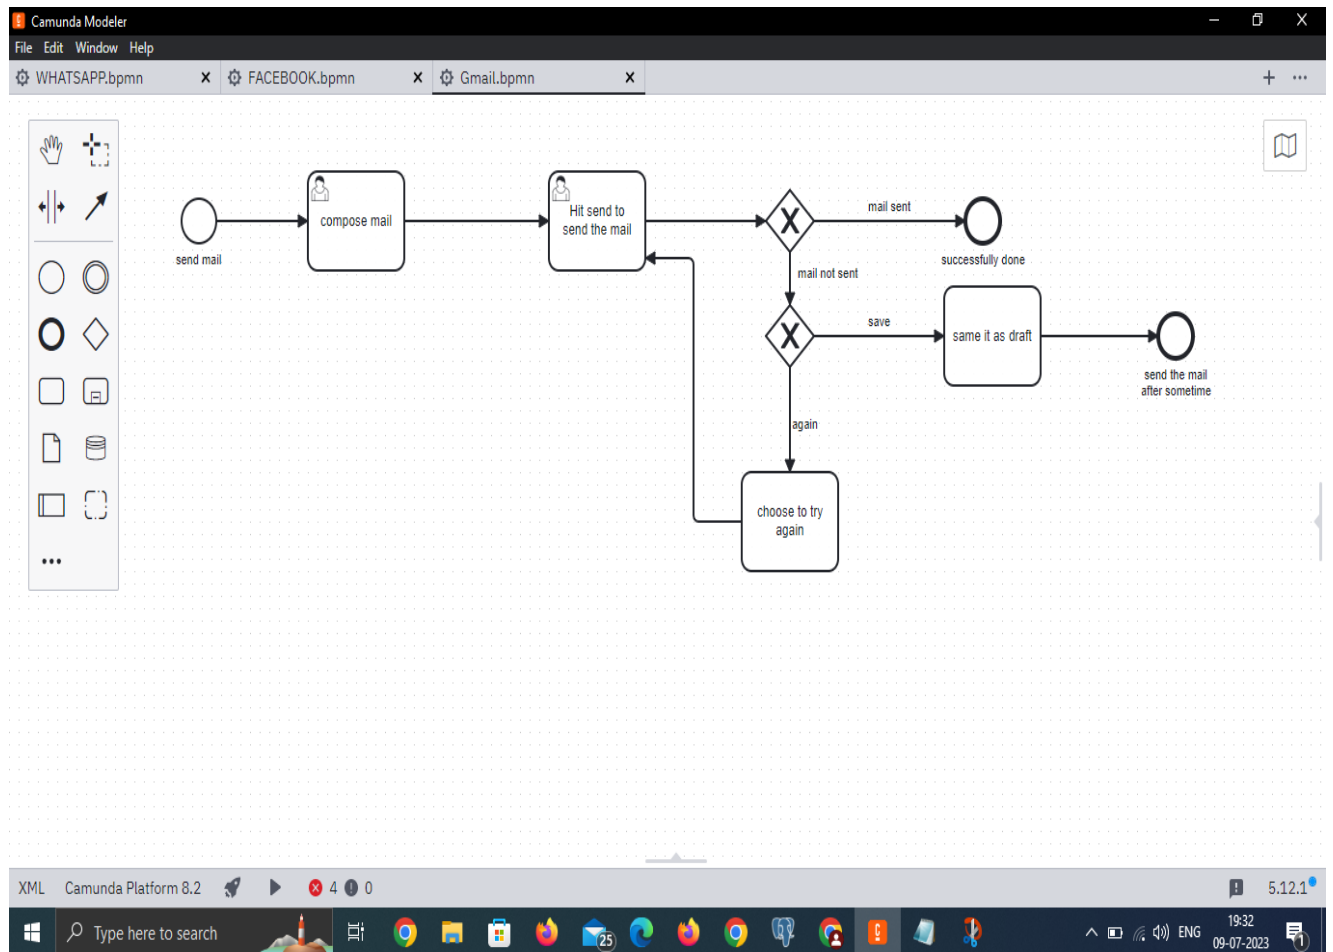 Camunda Modeler
File Edit Window Help
WHATSAPP.bpmn
FACEBOOK.bpmn
Gmail.bpmn
send mail
compose mail
Hit send to
send the mail
mail sent
successfully done
mail not sent
save
same it as draft
send the mail
after sometime
again
choose to try
again
XML Camunda Platform 8.2 4 0 5.12.1
Type here to search
25
ENG
19:32
09-07-2023
1